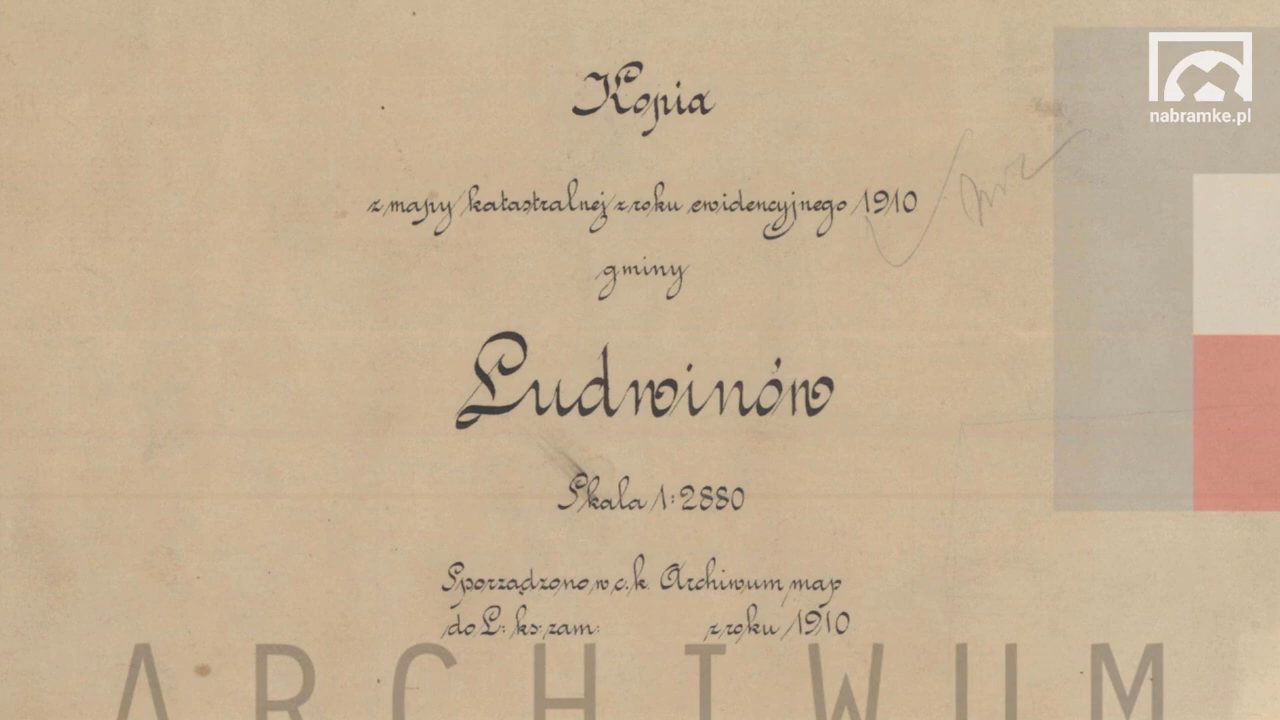 nabramke.pl
Kopia
z mapy katastralnej z roku ewidencyjnego 1910
gminy
Ludwinów
Skala 1:2880
Sporządzono w c. k. Archiwum map
do L: ks: zam: z roku 1910
ARCHIWUM